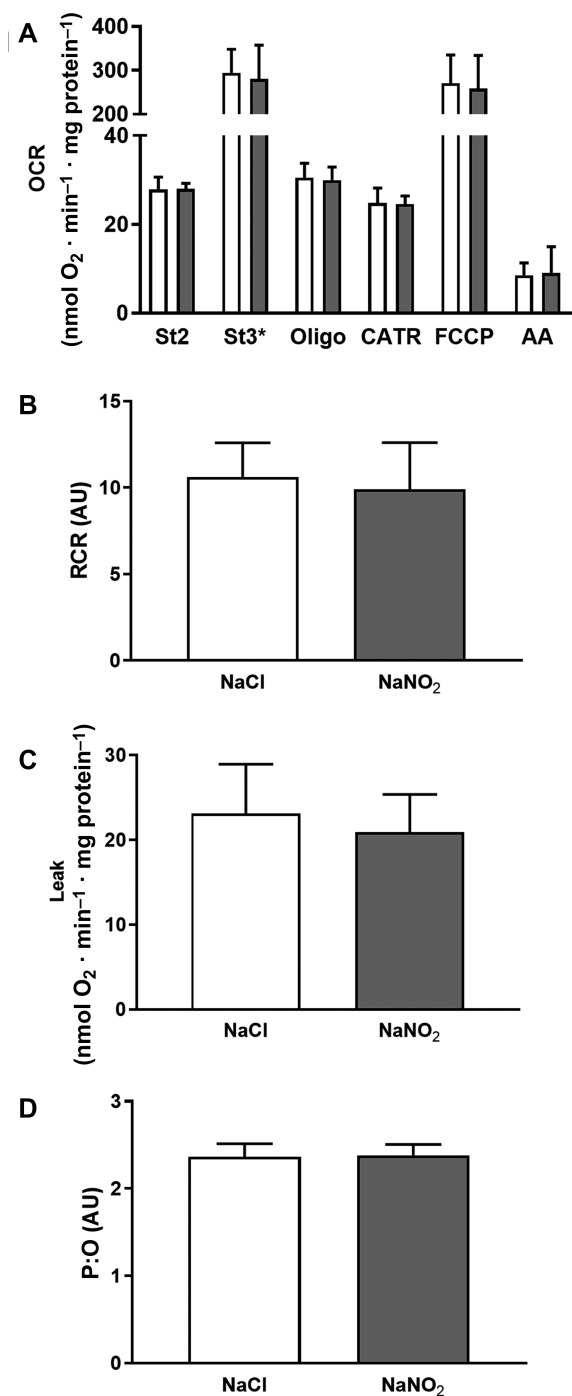 A
OCR
(nmol O₂ · min⁻¹ · mg protein⁻¹)
400
300
200
40
20
0
St2 St3* Oligo CATR FCCP AA
B
RCR (AU)
15
10
5
0
NaCl NaNO₂
C
Leak
(nmol O₂ · min⁻¹ · mg protein⁻¹)
30
20
10
0
NaCl NaNO₂
D
P:O (AU)
3
2
1
0
NaCl NaNO₂